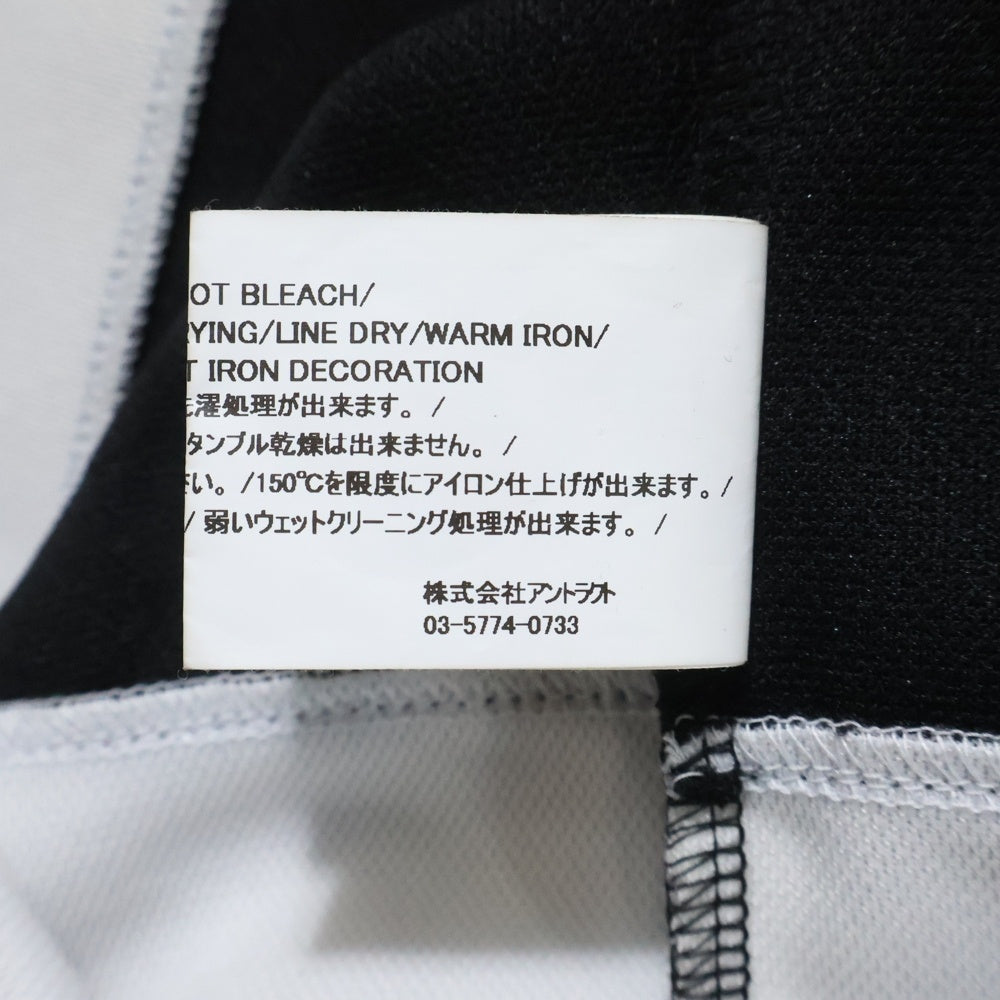 OT BLEACH/
RYING/LINE DRY/WARM IRON/
T IRON DECORATION
洗濯処理が出来ます。 /
タンブル乾燥は出来ません。 /
さい。 /150℃を限度にアイロン仕上げが出来ます。 /
/ 弱いウェットクリーニング処理が出来ます。 /
株式会社アントラクト
03-5774-0733